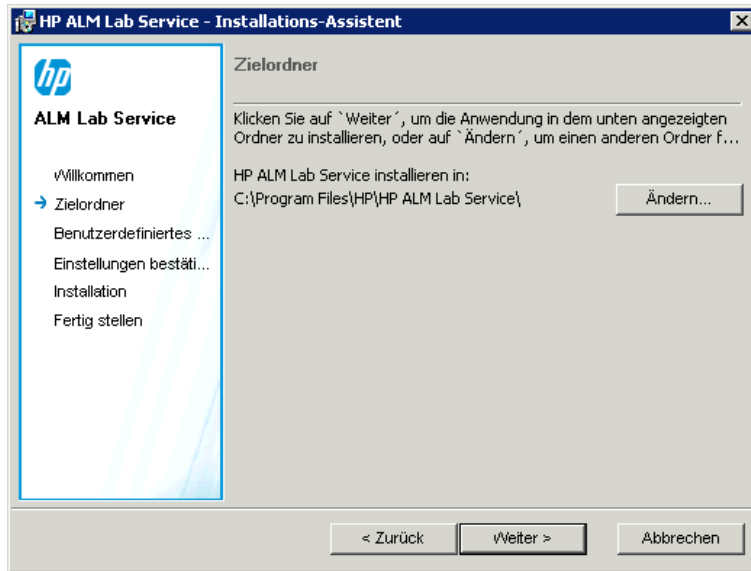 HP ALM Lab Service - Installations-Assistent
hp
ALM Lab Service
Willkommen
Zielordner
Benutzerdefiniertes ...
Einstellungen bestäti...
Installation
Fertig stellen
Zielordner
Klicken Sie auf `Weiter´, um die Anwendung in dem unten angezeigten
Ordner zu installieren, oder auf `Ändern´, um einen anderen Ordner f...
HP ALM Lab Service installieren in:
C:\Program Files\HP\HP ALM Lab Service\
Ändern...
< Zurück
Weiter >
Abbrechen